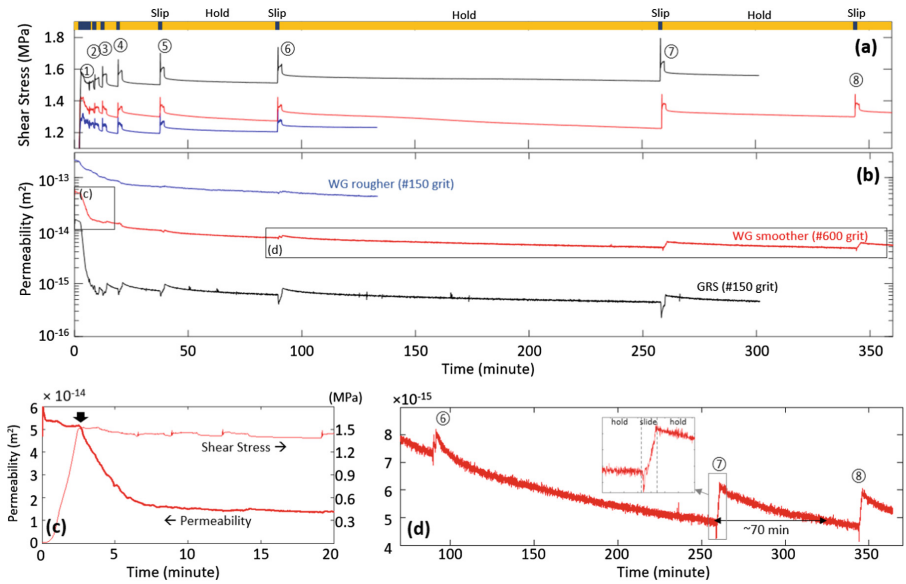 Slip Hold Slip Hold Slip Hold Slip
1.8
1.6
1.4
1.2
Shear Stress (MPa)
① ② ③ ④ ⑤ ⑥ ⑦ ⑧
(a)
10⁻¹³
10⁻¹⁴
10⁻¹⁵
10⁻¹⁶
Permeability (m²)
(b)
(c)
(d)
WG rougher (#150 grit)
WG smoother (#600 grit)
GRS (#150 grit)
0 50 100 150 200 250 300 350
Time (minute)
× 10⁻¹⁴
(MPa)
6
5
4
3
2
1
0
Permeability (m²)
1.5
1.2
0.9
0.6
0.3
Shear Stress →
← Permeability
(c)
0 5 10 15 20
Time (minute)
× 10⁻¹⁵
8
6
5
4
⑥
hold slide hold
⑦
⑧
~70 min
(d)
100 150 200 250 300 350
Time (minute)